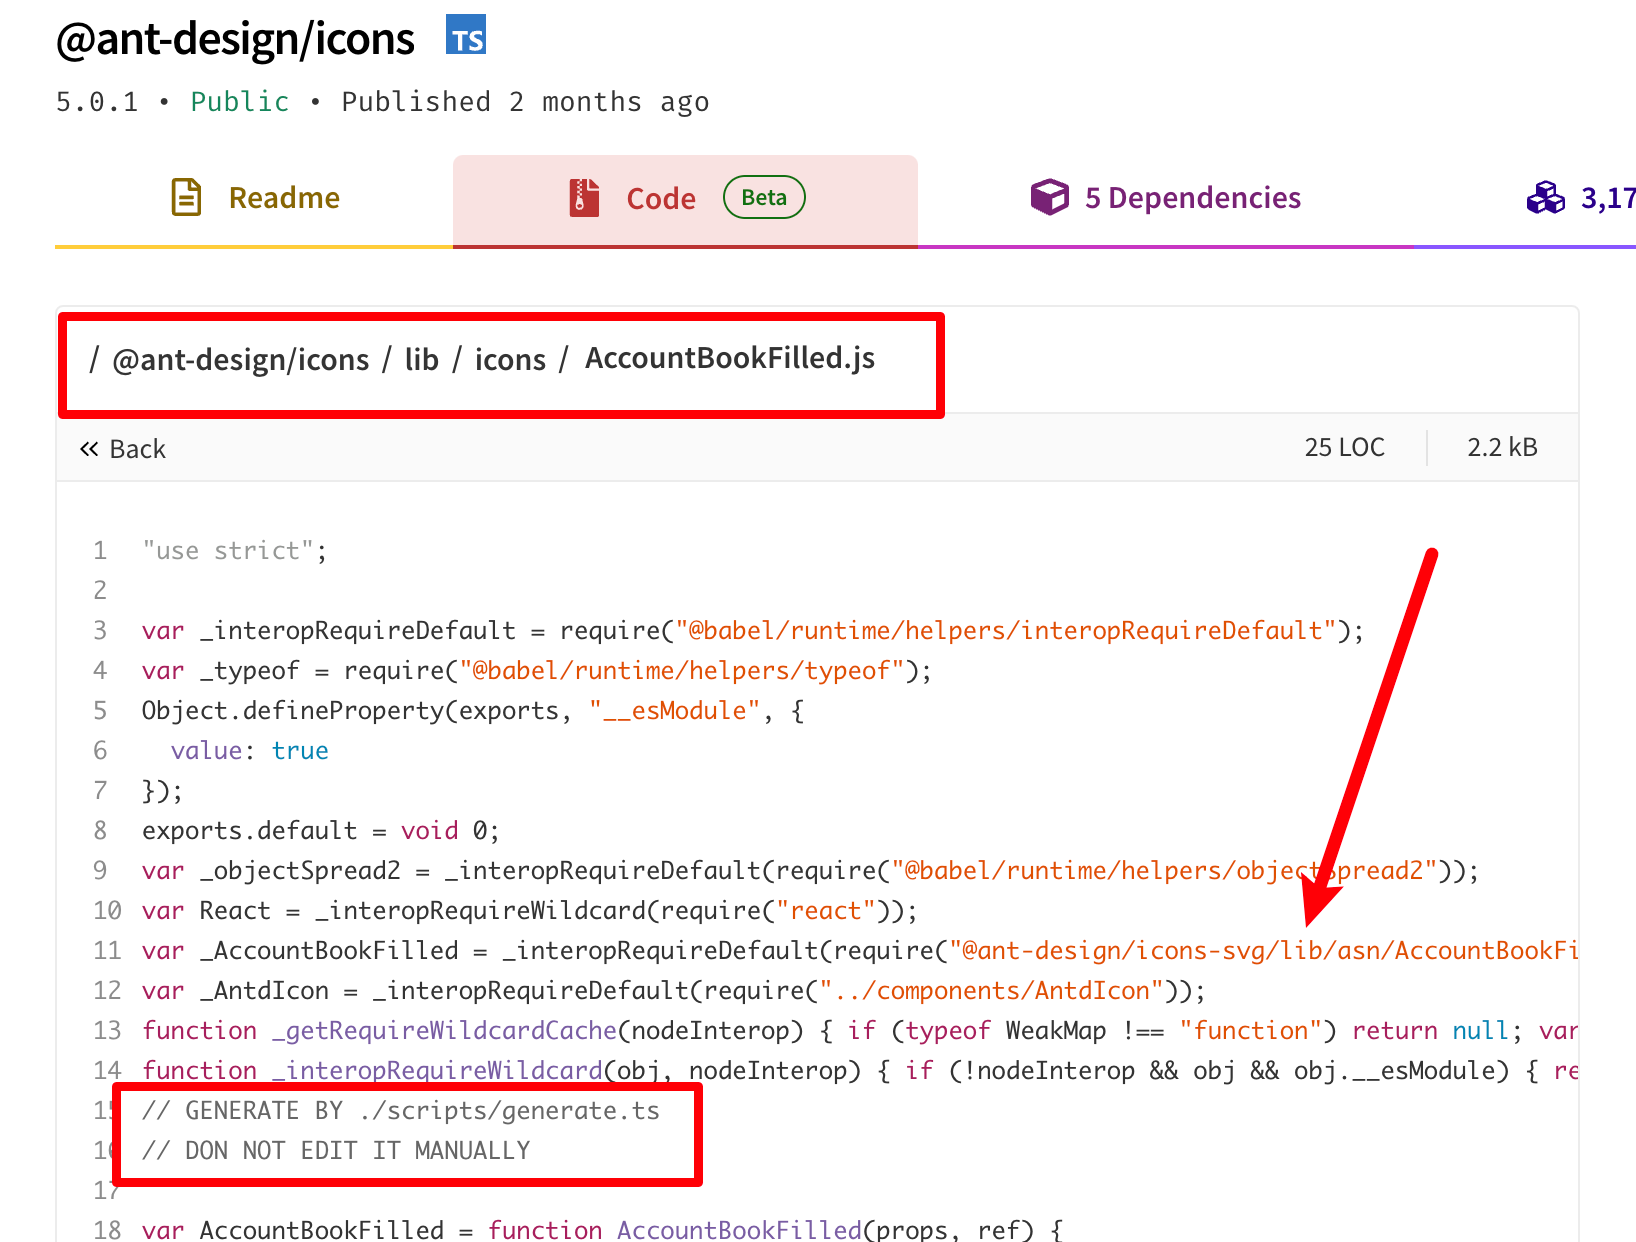 @ant-design/icons TS
5.0.1 • Public • Published 2 months ago
Readme Code Beta 5 Dependencies 3,17
/ @ant-design/icons / lib / icons / AccountBookFilled.js
« Back 25 LOC 2.2 kB
1 "use strict";
2
3 var _interopRequireDefault = require("@babel/runtime/helpers/interopRequireDefault");
4 var _typeof = require("@babel/runtime/helpers/typeof");
5 Object.defineProperty(exports, "__esModule", {
6   value: true
7 });
8 exports.default = void 0;
9 var _objectSpread2 = _interopRequireDefault(require("@babel/runtime/helpers/objectSpread2"));
10 var React = _interopRequireWildcard(require("react"));
11 var _AccountBookFilled = _interopRequireDefault(require("@ant-design/icons-svg/lib/asn/AccountBookFi
12 var _AntdIcon = _interopRequireDefault(require("../components/AntdIcon"));
13 function _getRequireWildcardCache(nodeInterop) { if (typeof WeakMap !== "function") return null; var
14 function _interopRequireWildcard(obj, nodeInterop) { if (!nodeInterop && obj && obj.__esModule) { re
15 // GENERATE BY ./scripts/generate.ts
16 // DON NOT EDIT IT MANUALLY
17
18 var AccountBookFilled = function AccountBookFilled(props, ref) {